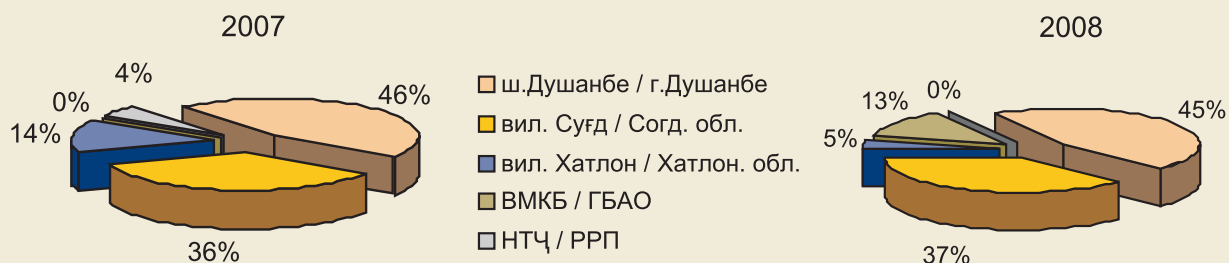 2007
4%
0%
14%
46%
36%
ш.Душанбе / г.Душанбе
вил. Суғд / Согд. обл.
вил. Хатлон / Хатлон. обл.
ВМКБ / ГБАО
НТҶ / РРП
2008
0%
13%
5%
45%
37%